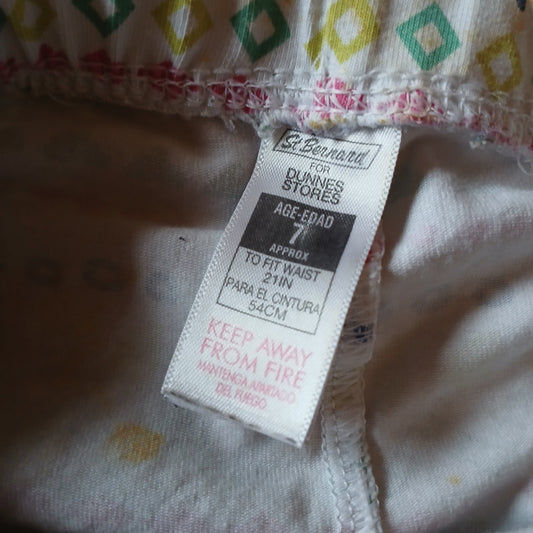 St Bernard
FOR
DUNNES
STORES
AGE-EDAD
7
APPROX
TO FIT WAIST
21IN
PARA EL CINTURA
54CM
KEEP AWAY
FROM FIRE
MANTENGA APARTADO
DEL FUEGO